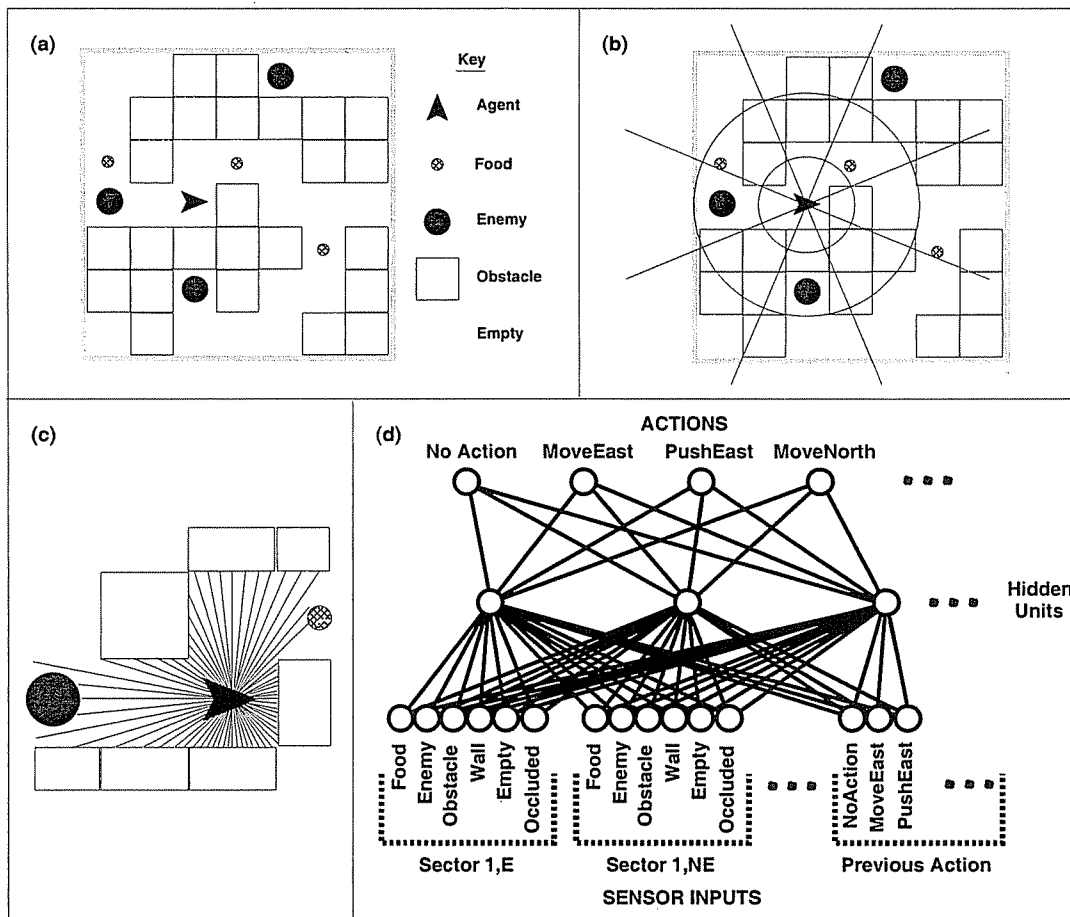 (a)
Key
Agent
Food
Enemy
Obstacle
Empty
(b)
(c)
(d)
ACTIONS
No Action MoveEast PushEast MoveNorth
Hidden
Units
Food
Enemy
Obstacle
Wall
Empty
Occluded
Food
Enemy
Obstacle
Wall
Empty
Occluded
NoAction
MoveEast
PushEast
Sector 1,E Sector 1,NE Previous Action
SENSOR INPUTS